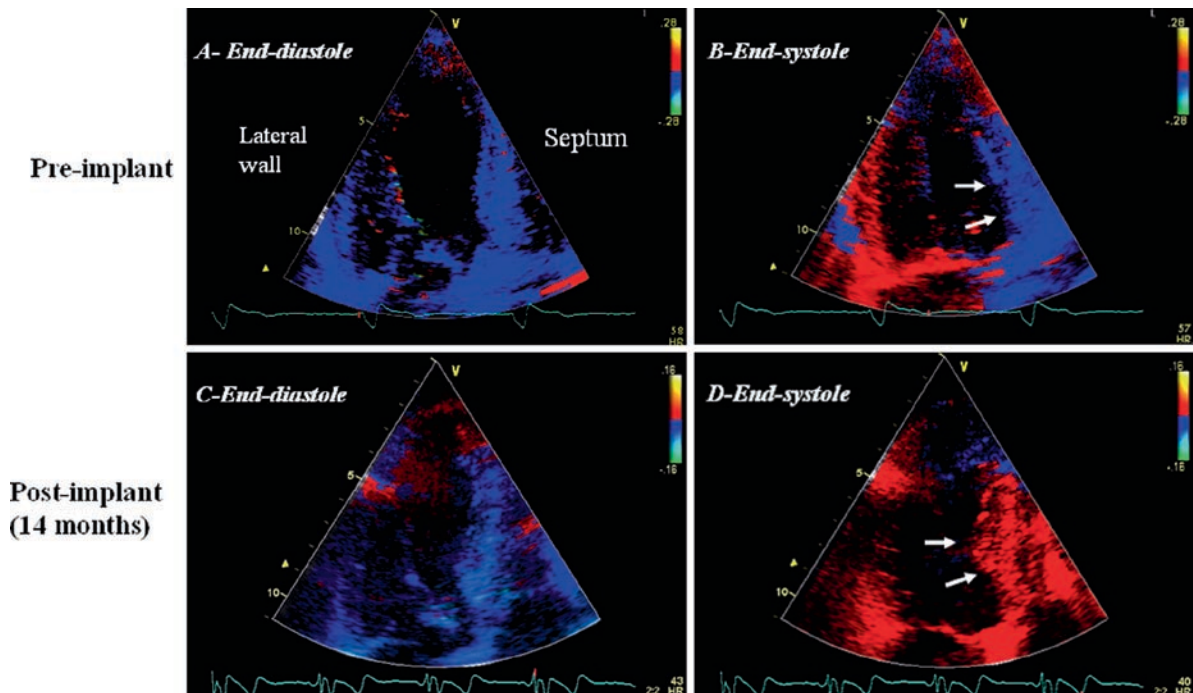 Pre-implant
A- End-diastole
Lateral
wall
Septum
V
.28
-.28
5
10
58
HR
B-End-systole
V
.28
-.28
5
10
57
HR
Post-implant
(14 months)
C-End-diastole
V
.16
-.16
5
10
43
HR
D-End-systole
V
.16
-.16
5
10
40
HR